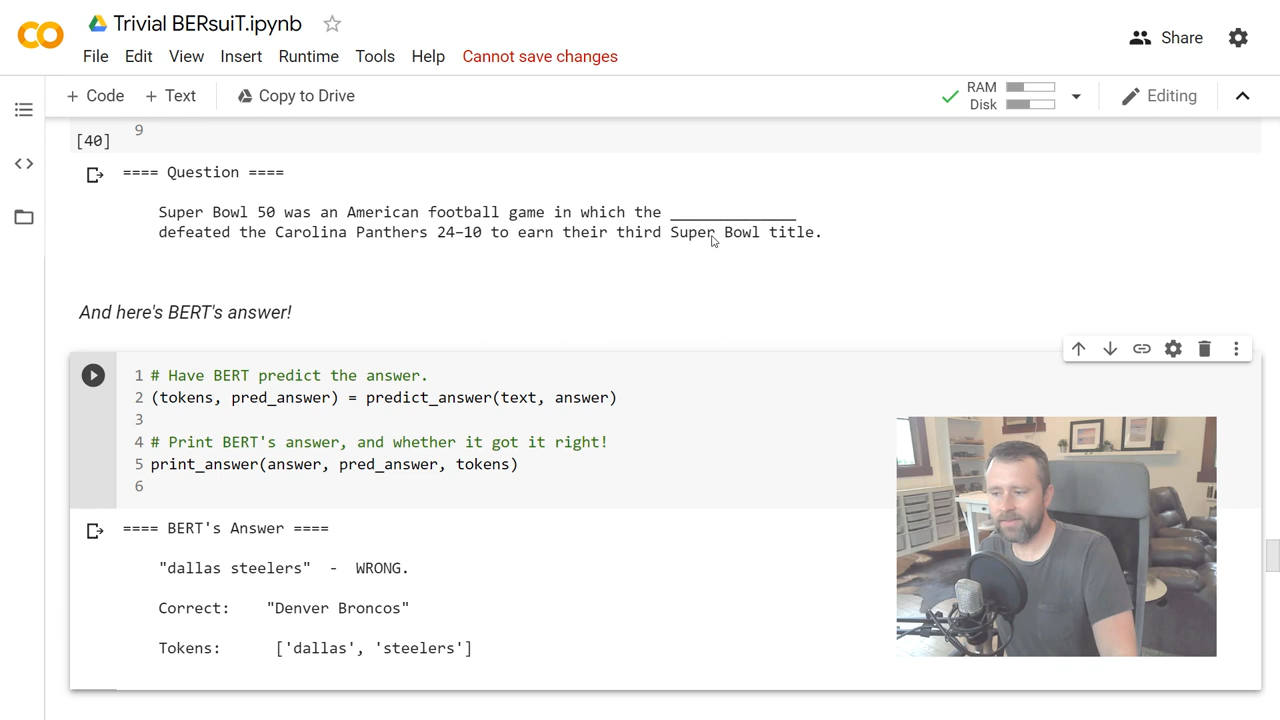 Trivial BERsuiT.ipynb
File Edit View Insert Runtime Tools Help Cannot save changes
Share
+ Code + Text Copy to Drive
RAM
Disk
Editing
9
[40]
==== Question ====
Super Bowl 50 was an American football game in which the ______________
defeated the Carolina Panthers 24–10 to earn their third Super Bowl title.
And here's BERT's answer!
1 # Have BERT predict the answer.
2 (tokens, pred_answer) = predict_answer(text, answer)
3
4 # Print BERT's answer, and whether it got it right!
5 print_answer(answer, pred_answer, tokens)
6
==== BERT's Answer ====
"dallas steelers" - WRONG.
Correct: "Denver Broncos"
Tokens: ['dallas', 'steelers']